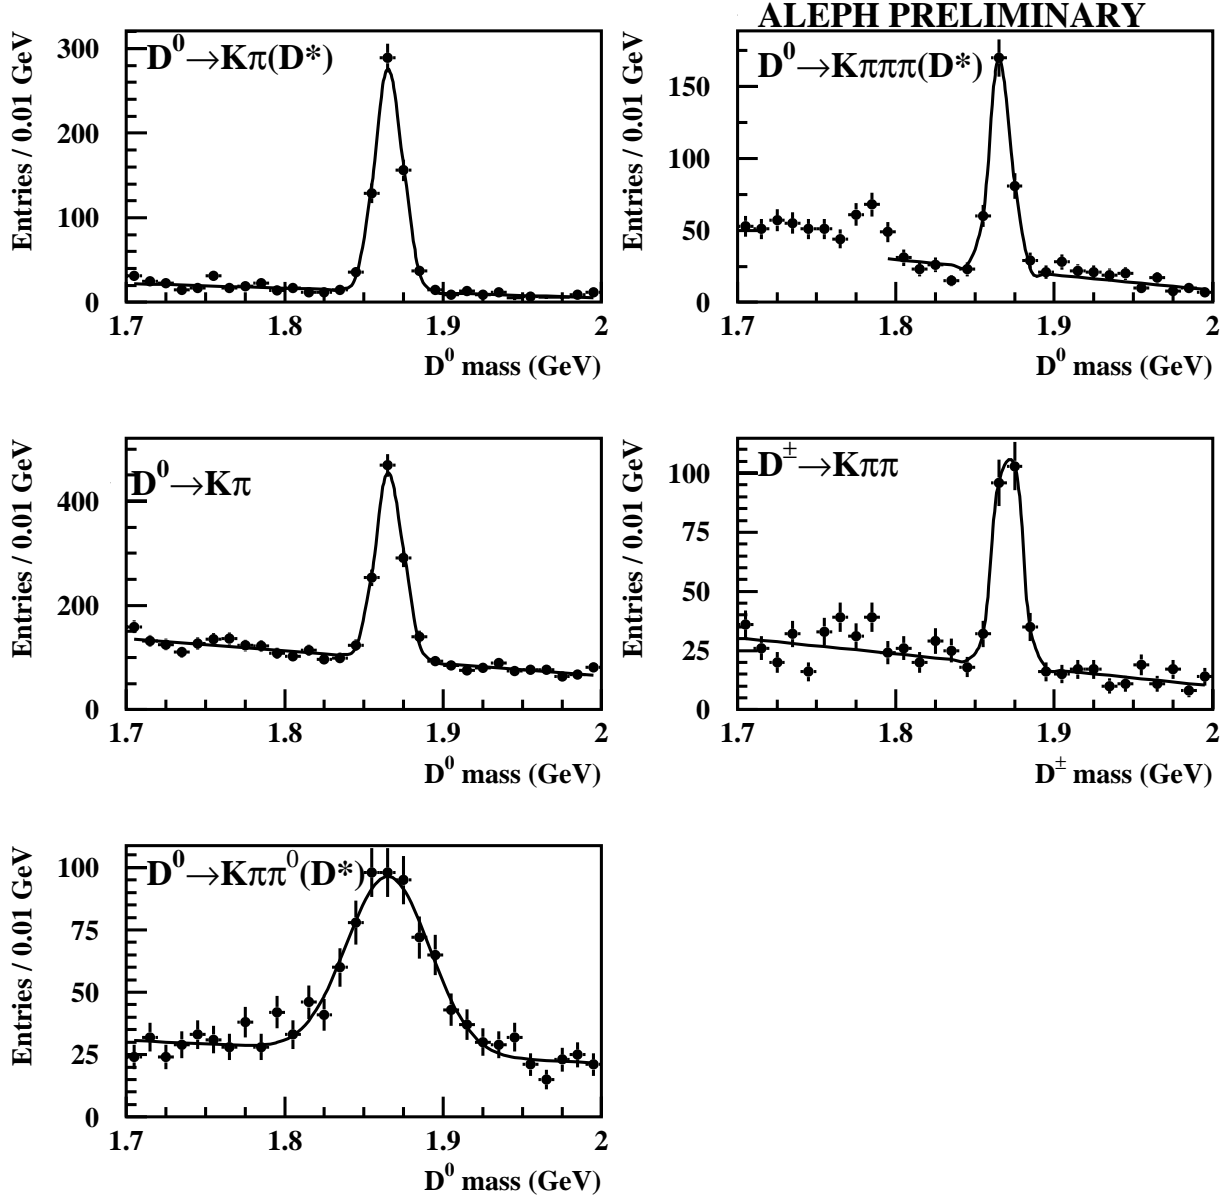 ALEPH PRELIMINARY
D⁰→Kπ(D*)
Entries / 0.01 GeV
300
200
100
0
1.7 1.8 1.9 2
D⁰ mass (GeV)
D⁰→Kπππ(D*)
Entries / 0.01 GeV
150
100
50
0
1.7 1.8 1.9 2
D⁰ mass (GeV)
D⁰→Kπ
Entries / 0.01 GeV
400
200
0
1.7 1.8 1.9 2
D⁰ mass (GeV)
D±→Kππ
Entries / 0.01 GeV
100
75
50
25
0
1.7 1.8 1.9 2
D± mass (GeV)
D⁰→Kππ⁰(D*)
Entries / 0.01 GeV
100
75
50
25
0
1.7 1.8 1.9 2
D⁰ mass (GeV)